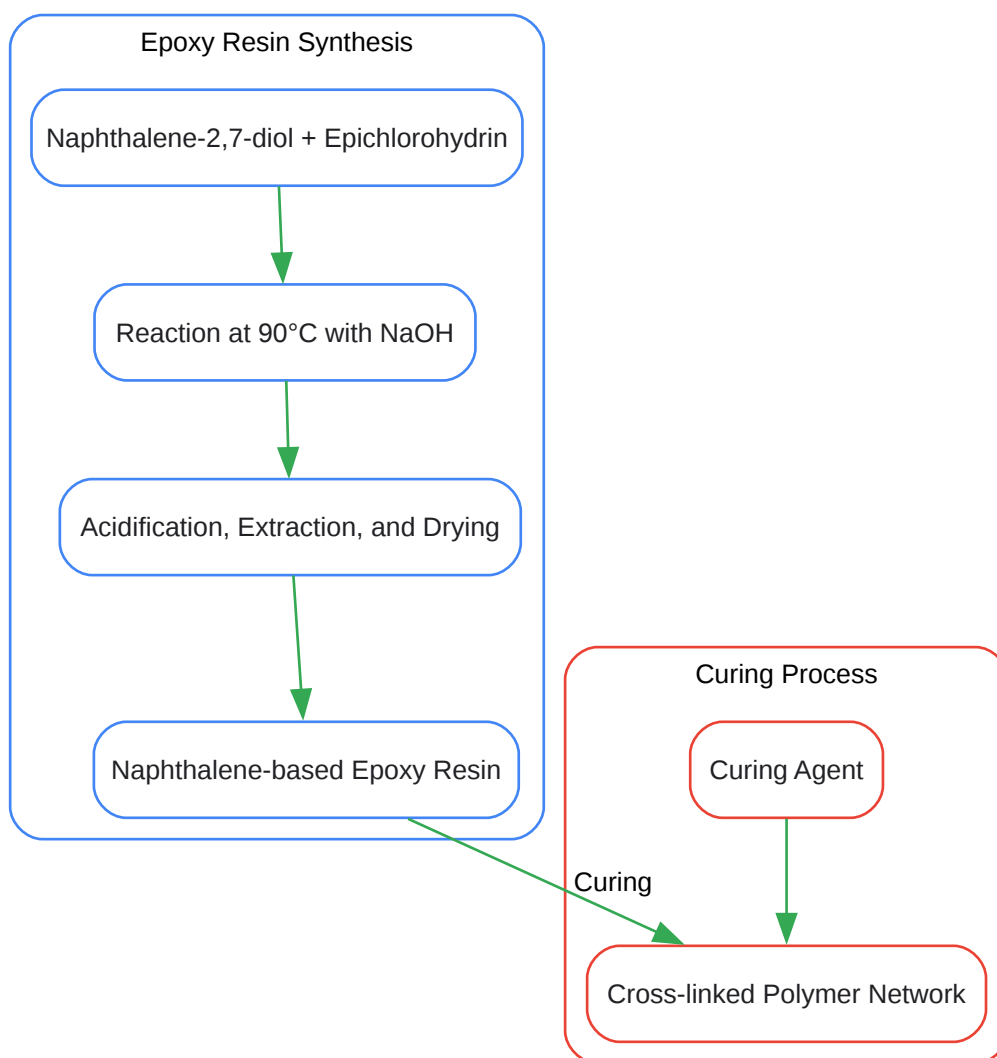 Epoxy Resin Synthesis
Naphthalene-2,7-diol + Epichlorohydrin
Reaction at 90°C with NaOH
Acidification, Extraction, and Drying
Naphthalene-based Epoxy Resin
Curing Process
Curing Agent
Curing
Cross-linked Polymer Network